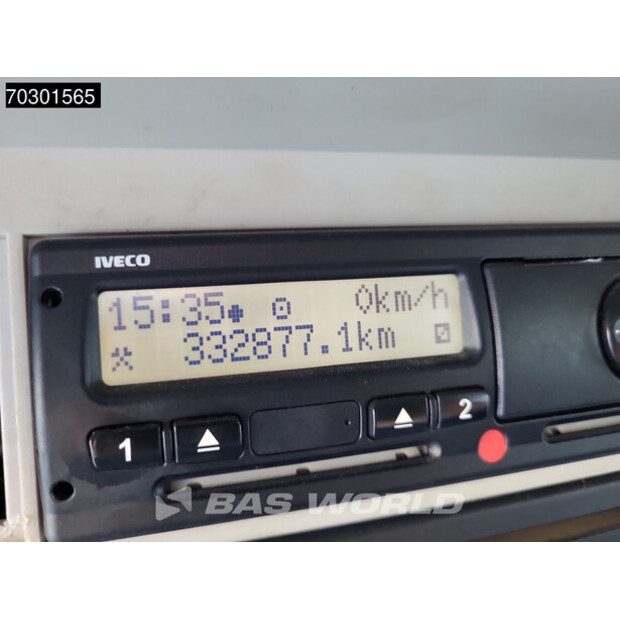 70301565
IVECO
15:35 0km/h
332877.1km
1 2
BAS WORLD